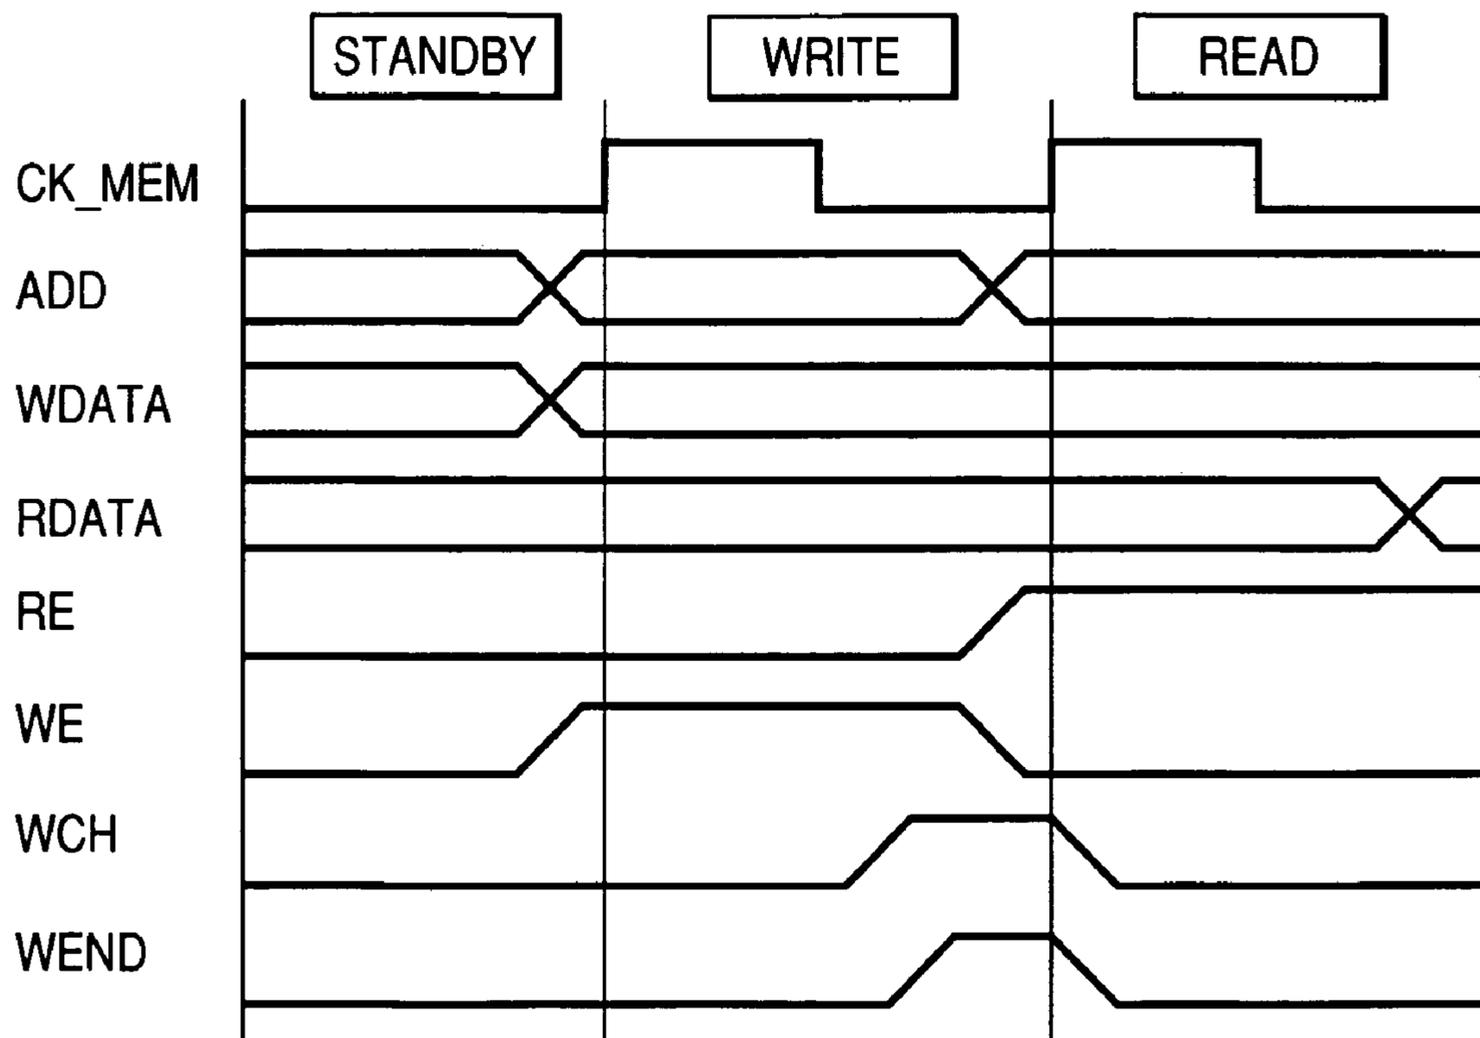 STANDBY WRITE READ
CK_MEM
ADD
WDATA
RDATA
RE
WE
WCH
WEND